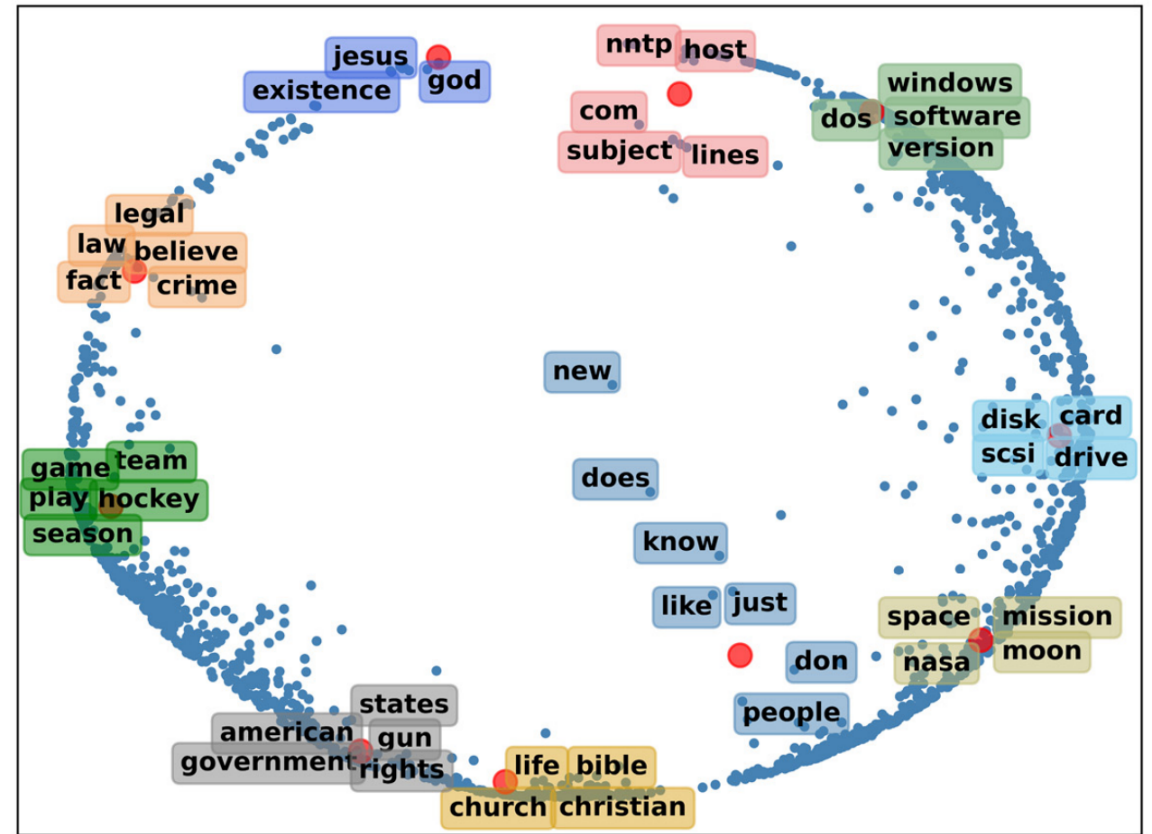 nntp host
jesus
god
existence
windows
com
dos software
version
subject lines
legal
law believe
fact crime
new
disk card
scsi drive
game team
play hockey
season
does
know
like just
space mission
nasa moon
don
people
states
american gun
government rights
life bible
church christian